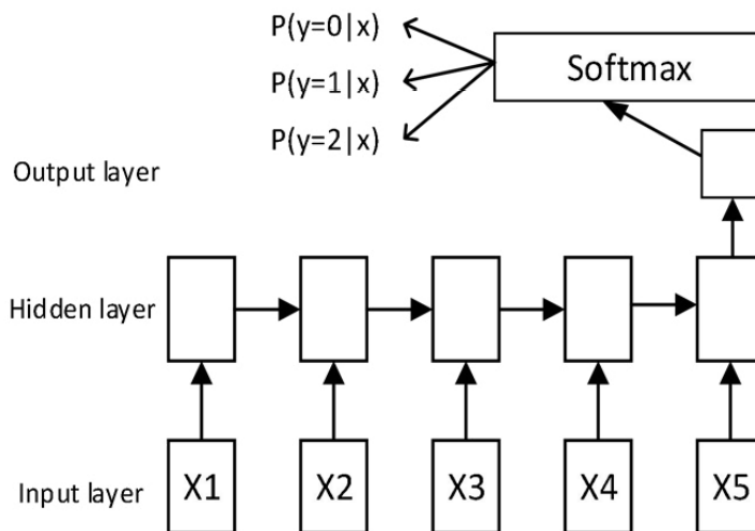 P(y=0|x)
Softmax
P(y=1|x)
P(y=2|x)
Output layer
Hidden layer
Input layer
X1
X2
X3
X4
X5